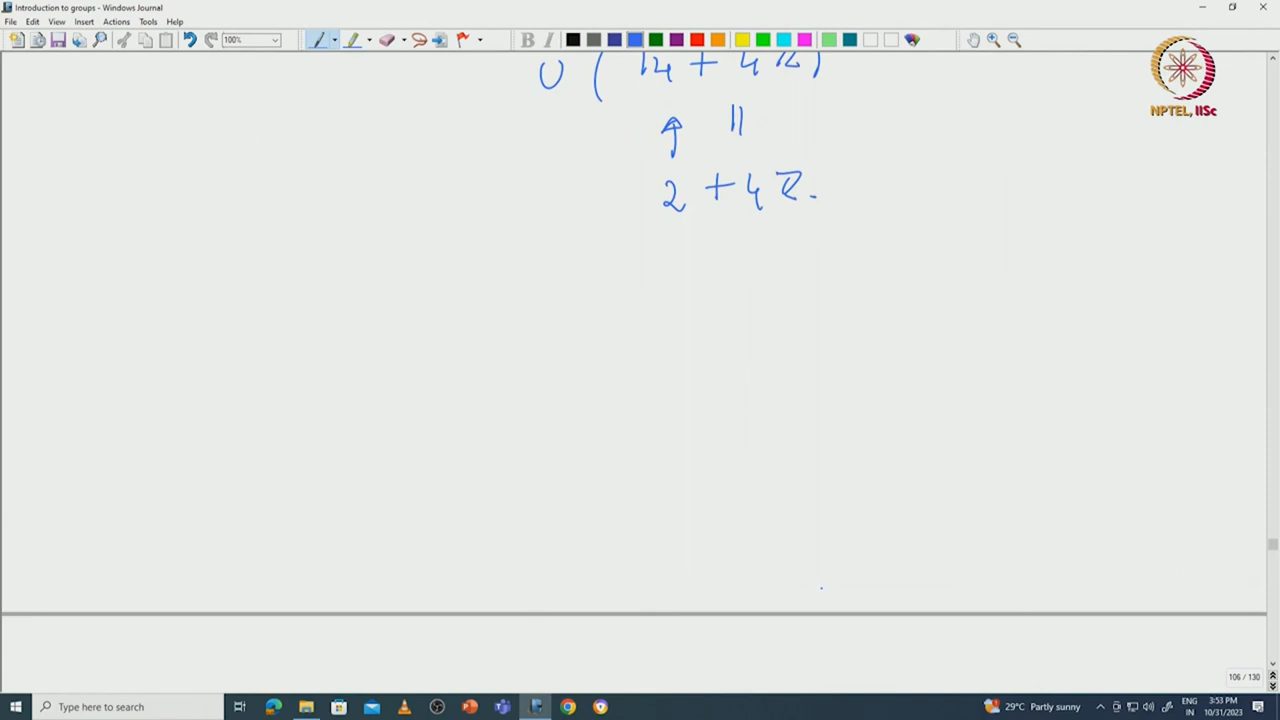 Introduction to groups - Windows Journal
File Edit View Insert Actions Tools Help
100%
B I
NPTEL, IISc
∪ ( 14 + 4ℤ )
↑ ||
2 + 4ℤ.
106 / 130
Type here to search
29°C Partly sunny
ENG
IN
3:53 PM
10/31/2023